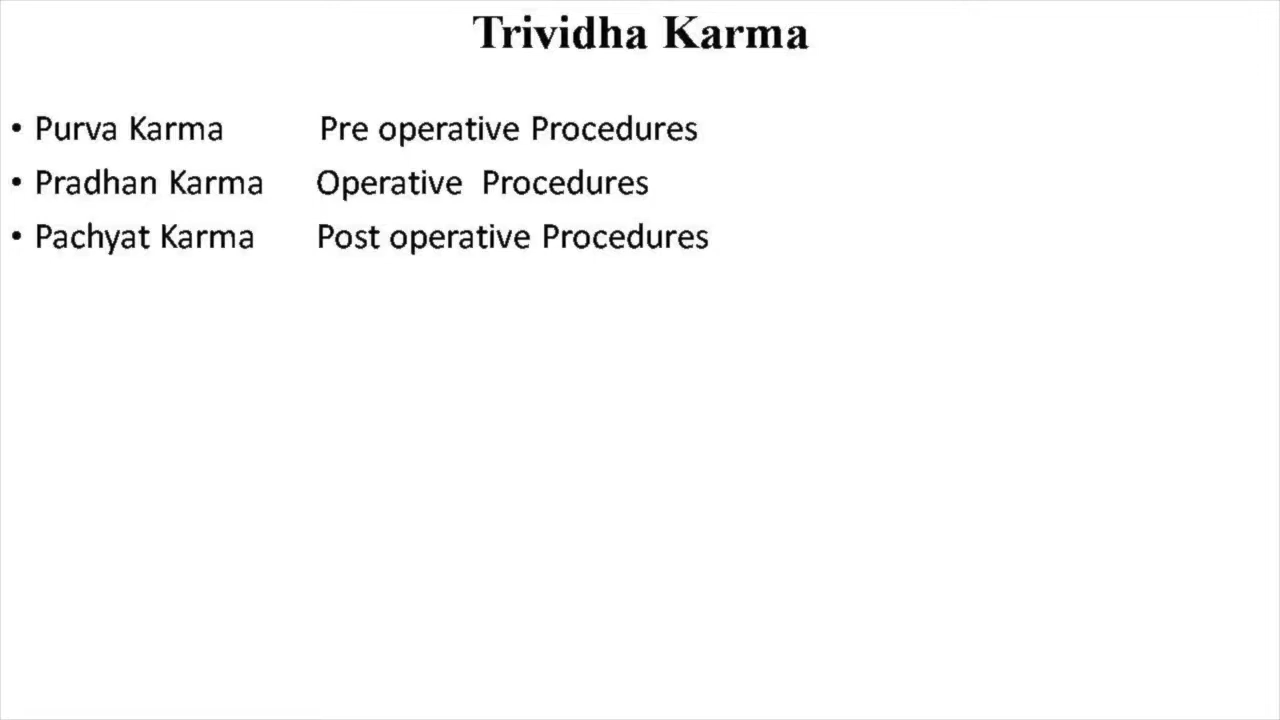 Trividha Karma
• Purva Karma Pre operative Procedures
• Pradhan Karma Operative Procedures
• Pachyat Karma Post operative Procedures